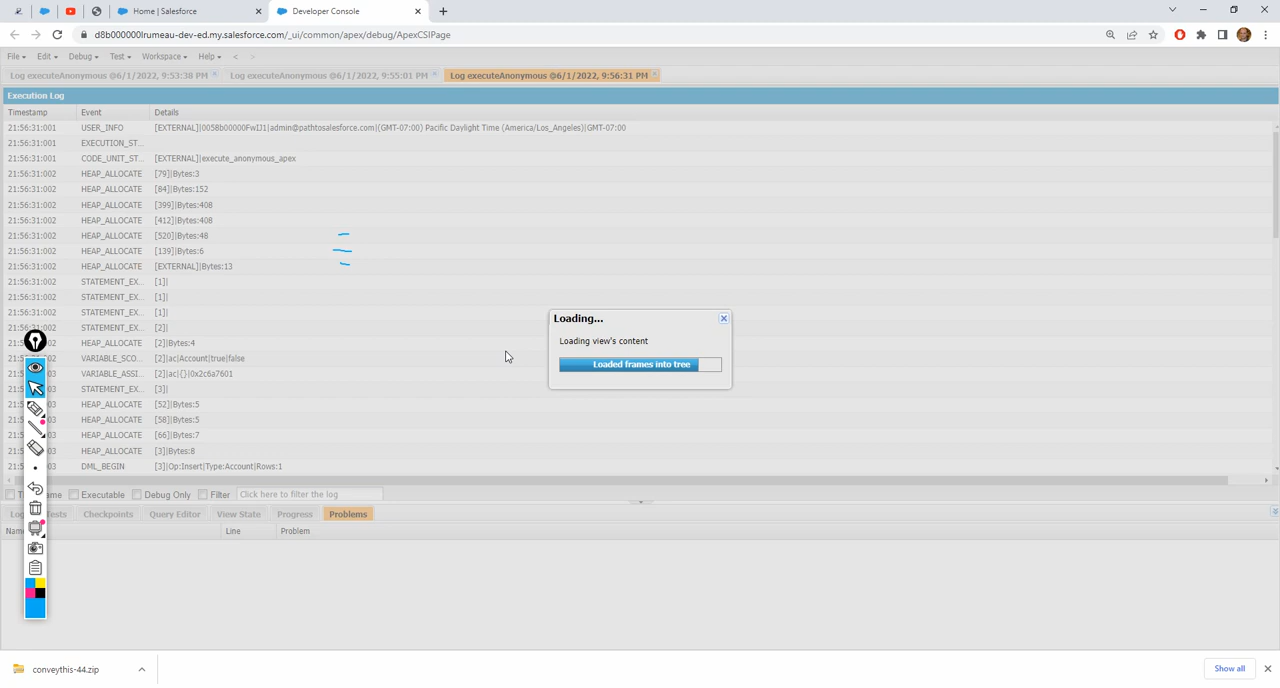 Home | Salesforce
Developer Console
d8b000000lrumeau-dev-ed.my.salesforce.com/_ui/common/apex/debug/ApexCSIPage
File Edit Debug Test Workspace Help < >
Log executeAnonymous @6/1/2022, 9:53:38 PM
Log executeAnonymous @6/1/2022, 9:55:01 PM
Log executeAnonymous @6/1/2022, 9:56:31 PM
Execution Log
Timestamp Event Details
21:56:31:001 USER_INFO [EXTERNAL]|0058b00000FwIJ1|admin@pathtosalesforce.com|(GMT-07:00) Pacific Daylight Time (America/Los_Angeles)|GMT-07:00
21:56:31:001 EXECUTION_ST...
21:56:31:001 CODE_UNIT_ST... [EXTERNAL]|execute_anonymous_apex
21:56:31:002 HEAP_ALLOCATE [79]|Bytes:3
21:56:31:002 HEAP_ALLOCATE [84]|Bytes:152
21:56:31:002 HEAP_ALLOCATE [399]|Bytes:408
21:56:31:002 HEAP_ALLOCATE [412]|Bytes:408
21:56:31:002 HEAP_ALLOCATE [520]|Bytes:48
21:56:31:002 HEAP_ALLOCATE [139]|Bytes:6
21:56:31:002 HEAP_ALLOCATE [EXTERNAL]|Bytes:13
21:56:31:002 STATEMENT_EX... [1]|
21:56:31:002 STATEMENT_EX... [1]|
21:56:31:002 STATEMENT_EX... [1]|
21:56:31:002 STATEMENT_EX... [2]|
HEAP_ALLOCATE [2]|Bytes:4
VARIABLE_SCO... [2]|ac|Account|true|false
VARIABLE_ASSI... [2]|ac|{}|0x2c6a7601
STATEMENT_EX... [3]|
HEAP_ALLOCATE [52]|Bytes:5
HEAP_ALLOCATE [58]|Bytes:5
HEAP_ALLOCATE [66]|Bytes:7
HEAP_ALLOCATE [3]|Bytes:8
DML_BEGIN [3]|Op:Insert|Type:Account|Rows:1
Loading...
Loading view's content
Loaded frames into tree
Executable Debug Only Filter Click here to filter the log
Tests Checkpoints Query Editor View State Progress Problems
Line Problem
conveythis-44.zip
Show all